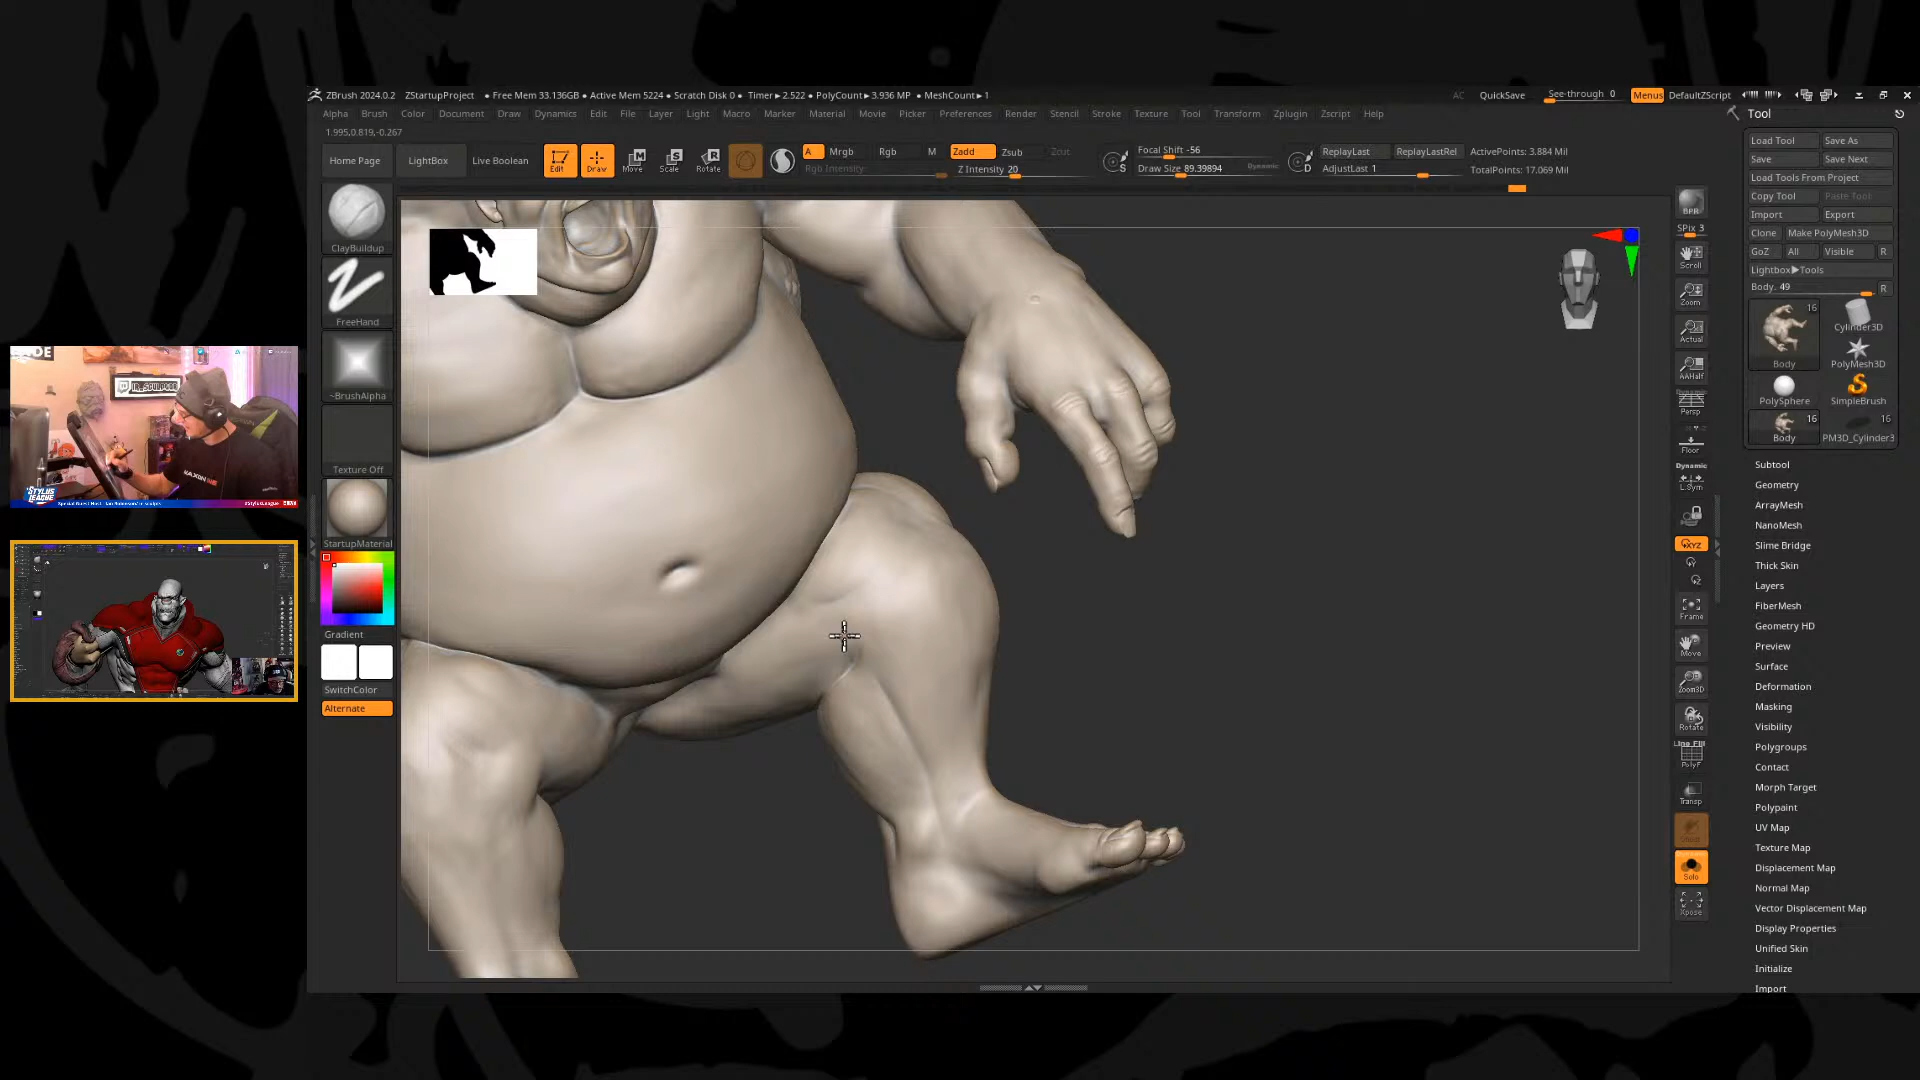 ZBrush 2024.0.2 ZStartupProject ● Free Mem 33.136GB ● Active Mem 5224 ● Scratch Disk 0 ● Timer▸2.522 ● PolyCount▸3.936 MP ● MeshCount▸1
AC QuickSave See-through 0 Menus DefaultZScript
Alpha Brush Color Document Draw Dynamics Edit File Layer Light Macro Marker Material Movie Picker Preferences Render Stencil Stroke Texture Tool Transform Zplugin Zscript Help
1.995,0.819,-0.267
Home Page LightBox Live Boolean
Edit Draw Move Scale Rotate
A Mrgb Rgb M Zadd Zsub Zcut
Rgb Intensity Z Intensity 20
Focal Shift -56
Draw Size 89.39894 Dynamic
ReplayLast ReplayLastRel
AdjustLast 1
ActivePoints: 3.884 Mil
TotalPoints: 17.069 Mil
ClayBuildup
FreeHand
~BrushAlpha
Texture Off
StartupMaterial
Gradient
SwitchColor
Alternate
STYLUS
LEAGUE
BPR
SPix 3
Scroll
Zoom
Actual
AAHalf
Dynamic
Persp
Floor
Dynamic
L.Sym
XYZ
Frame
Move
Zoom3D
Rotate
Line Fill
PolyF
Transp
Solo
Xpose
Tool
Load Tool Save As
Save Save Next
Load Tools From Project
Copy Tool Paste Tool
Import Export
Clone Make PolyMesh3D
GoZ All Visible R
Lightbox▸Tools
Body. 49 R
16
Body Cylinder3D
PolyMesh3D
PolySphere SimpleBrush
16 16
Body PM3D_Cylinder3
Subtool
Geometry
ArrayMesh
NanoMesh
Slime Bridge
Thick Skin
Layers
FiberMesh
Geometry HD
Preview
Surface
Deformation
Masking
Visibility
Polygroups
Contact
Morph Target
Polypaint
UV Map
Texture Map
Displacement Map
Normal Map
Vector Displacement Map
Display Properties
Unified Skin
Initialize
Import